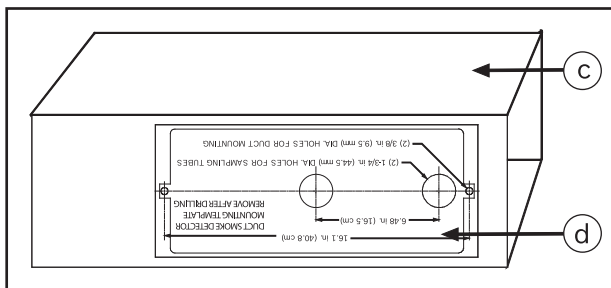 c
16.1 in. (40.8 cm)
d
DUCT SMOKE DETECTOR
MOUNTING TEMPLATE
REMOVE AFTER DRILLING
6.48 in. (16.5 cm)
(2) 1-3/4 in. (44.5 mm) DIA. HOLES FOR SAMPLING TUBES
(2) 3/8 in. (9.5 mm) DIA. HOLES FOR DUCT MOUNTING